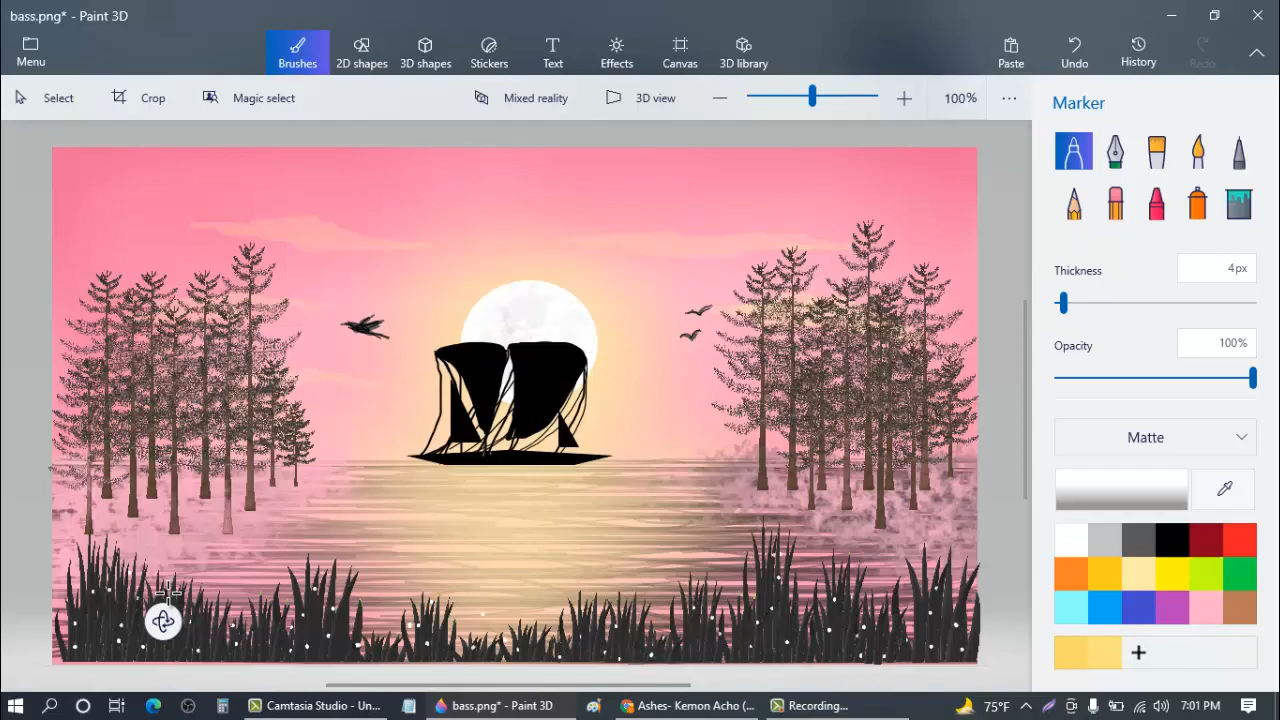 bass.png* - Paint 3D
Menu
Brushes
2D shapes
3D shapes
Stickers
Text
Effects
Canvas
3D library
Paste
Undo
History
Redo
Select
Crop
Magic select
Mixed reality
3D view
100%
Marker
Thickness
4px
Opacity
100%
Matte
Camtasia Studio - Un...
bass.png* - Paint 3D
Ashes- Kemon Acho (...
Recording...
75°F
7:01 PM